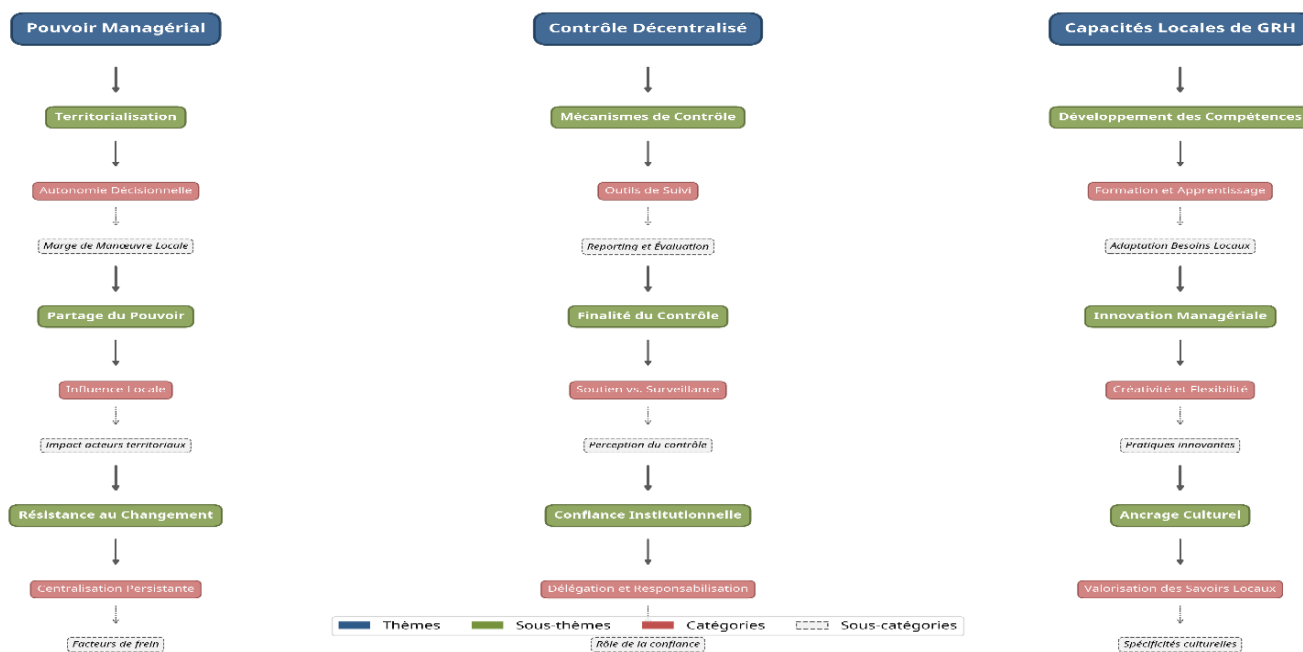 Pouvoir Managérial
Territorialisation
Autonomie Décisionnelle
Marge de Manœuvre Locale
Partage du Pouvoir
Influence Locale
Impact acteurs territoriaux
Résistance au Changement
Centralisation Persistante
Facteurs de frein
Contrôle Décentralisé
Mécanismes de Contrôle
Outils de Suivi
Reporting et Évaluation
Finalité du Contrôle
Soutien vs. Surveillance
Perception du contrôle
Confiance Institutionnelle
Délégation et Responsabilisation
Rôle de la confiance
Capacités Locales de GRH
Développement des Compétences
Formation et Apprentissage
Adaptation Besoins Locaux
Innovation Managériale
Créativité et Flexibilité
Pratiques innovantes
Ancrage Culturel
Valorisation des Savoirs Locaux
Spécificités culturelles
Thèmes Sous-thèmes Catégories Sous-catégories